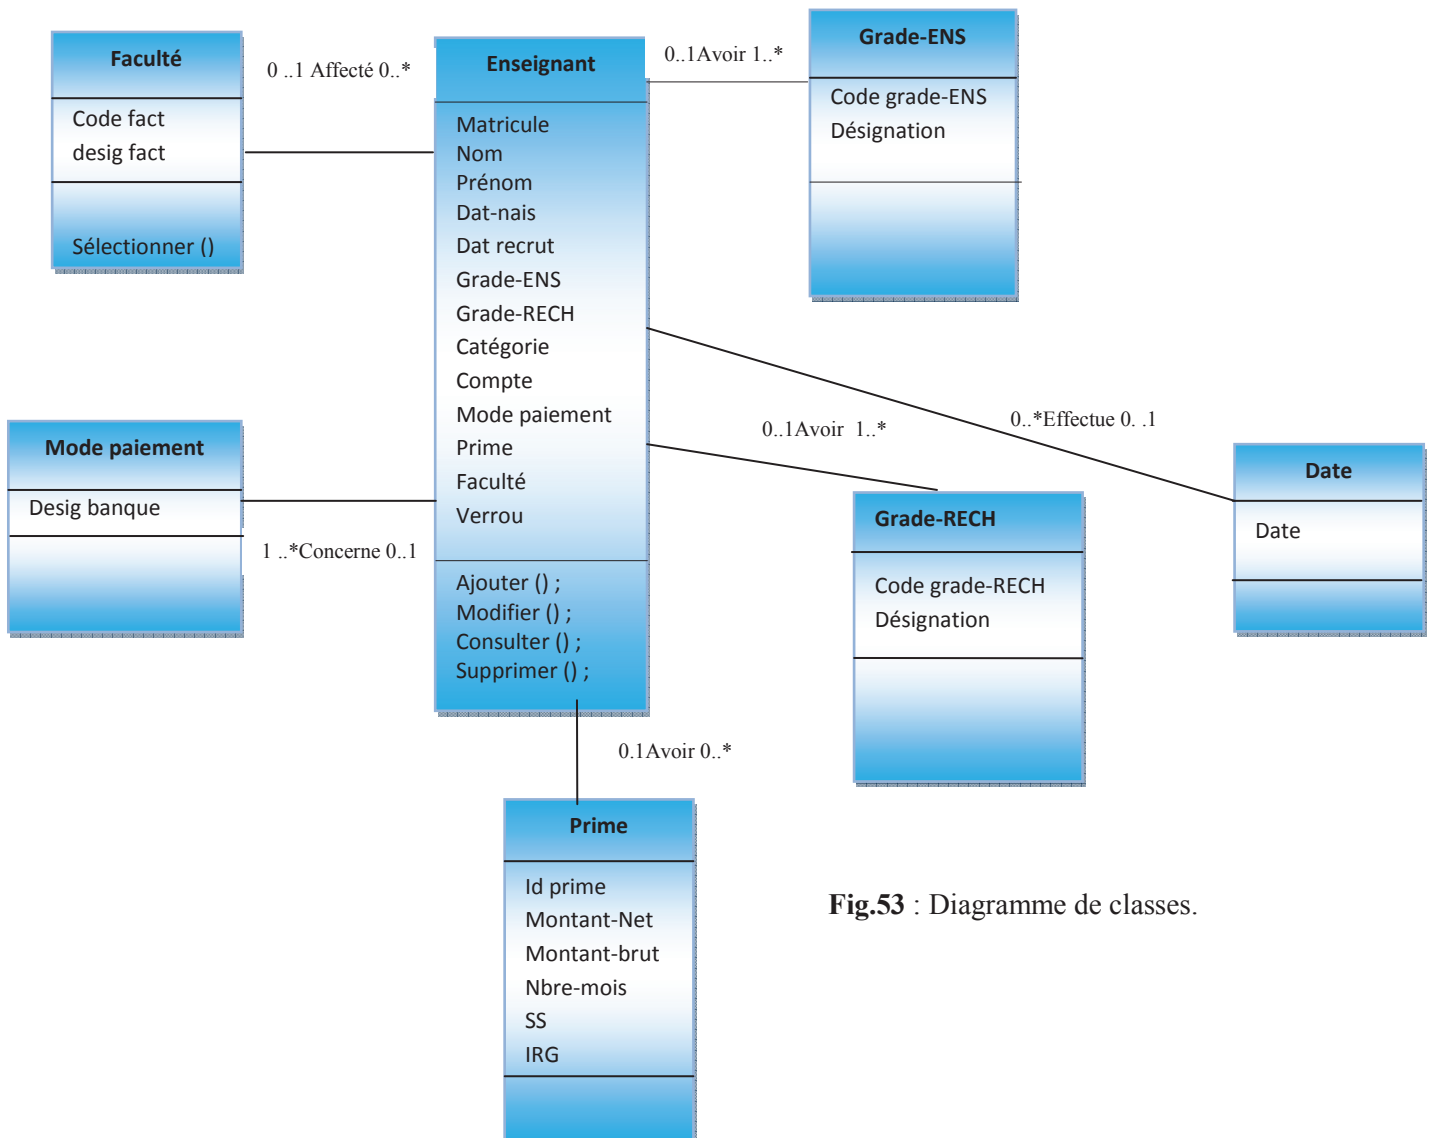 Faculté
Code fact
desig fact
Sélectionner ()
0 ..1 Affecté 0..*
Enseignant
Matricule
Nom
Prénom
Dat-nais
Dat recrut
Grade-ENS
Grade-RECH
Catégorie
Compte
Mode paiement
Prime
Faculté
Verrou
Ajouter () ;
Modifier () ;
Consulter () ;
Supprimer () ;
0..1Avoir 1..*
Grade-ENS
Code grade-ENS
Désignation
Mode paiement
Desig banque
1 ..*Concerne 0..1
0..1Avoir 1..*
Grade-RECH
Code grade-RECH
Désignation
0..*Effectue 0. .1
Date
Date
0.1Avoir 0..*
Prime
Id prime
Montant-Net
Montant-brut
Nbre-mois
SS
IRG
Fig.53 : Diagramme de classes.